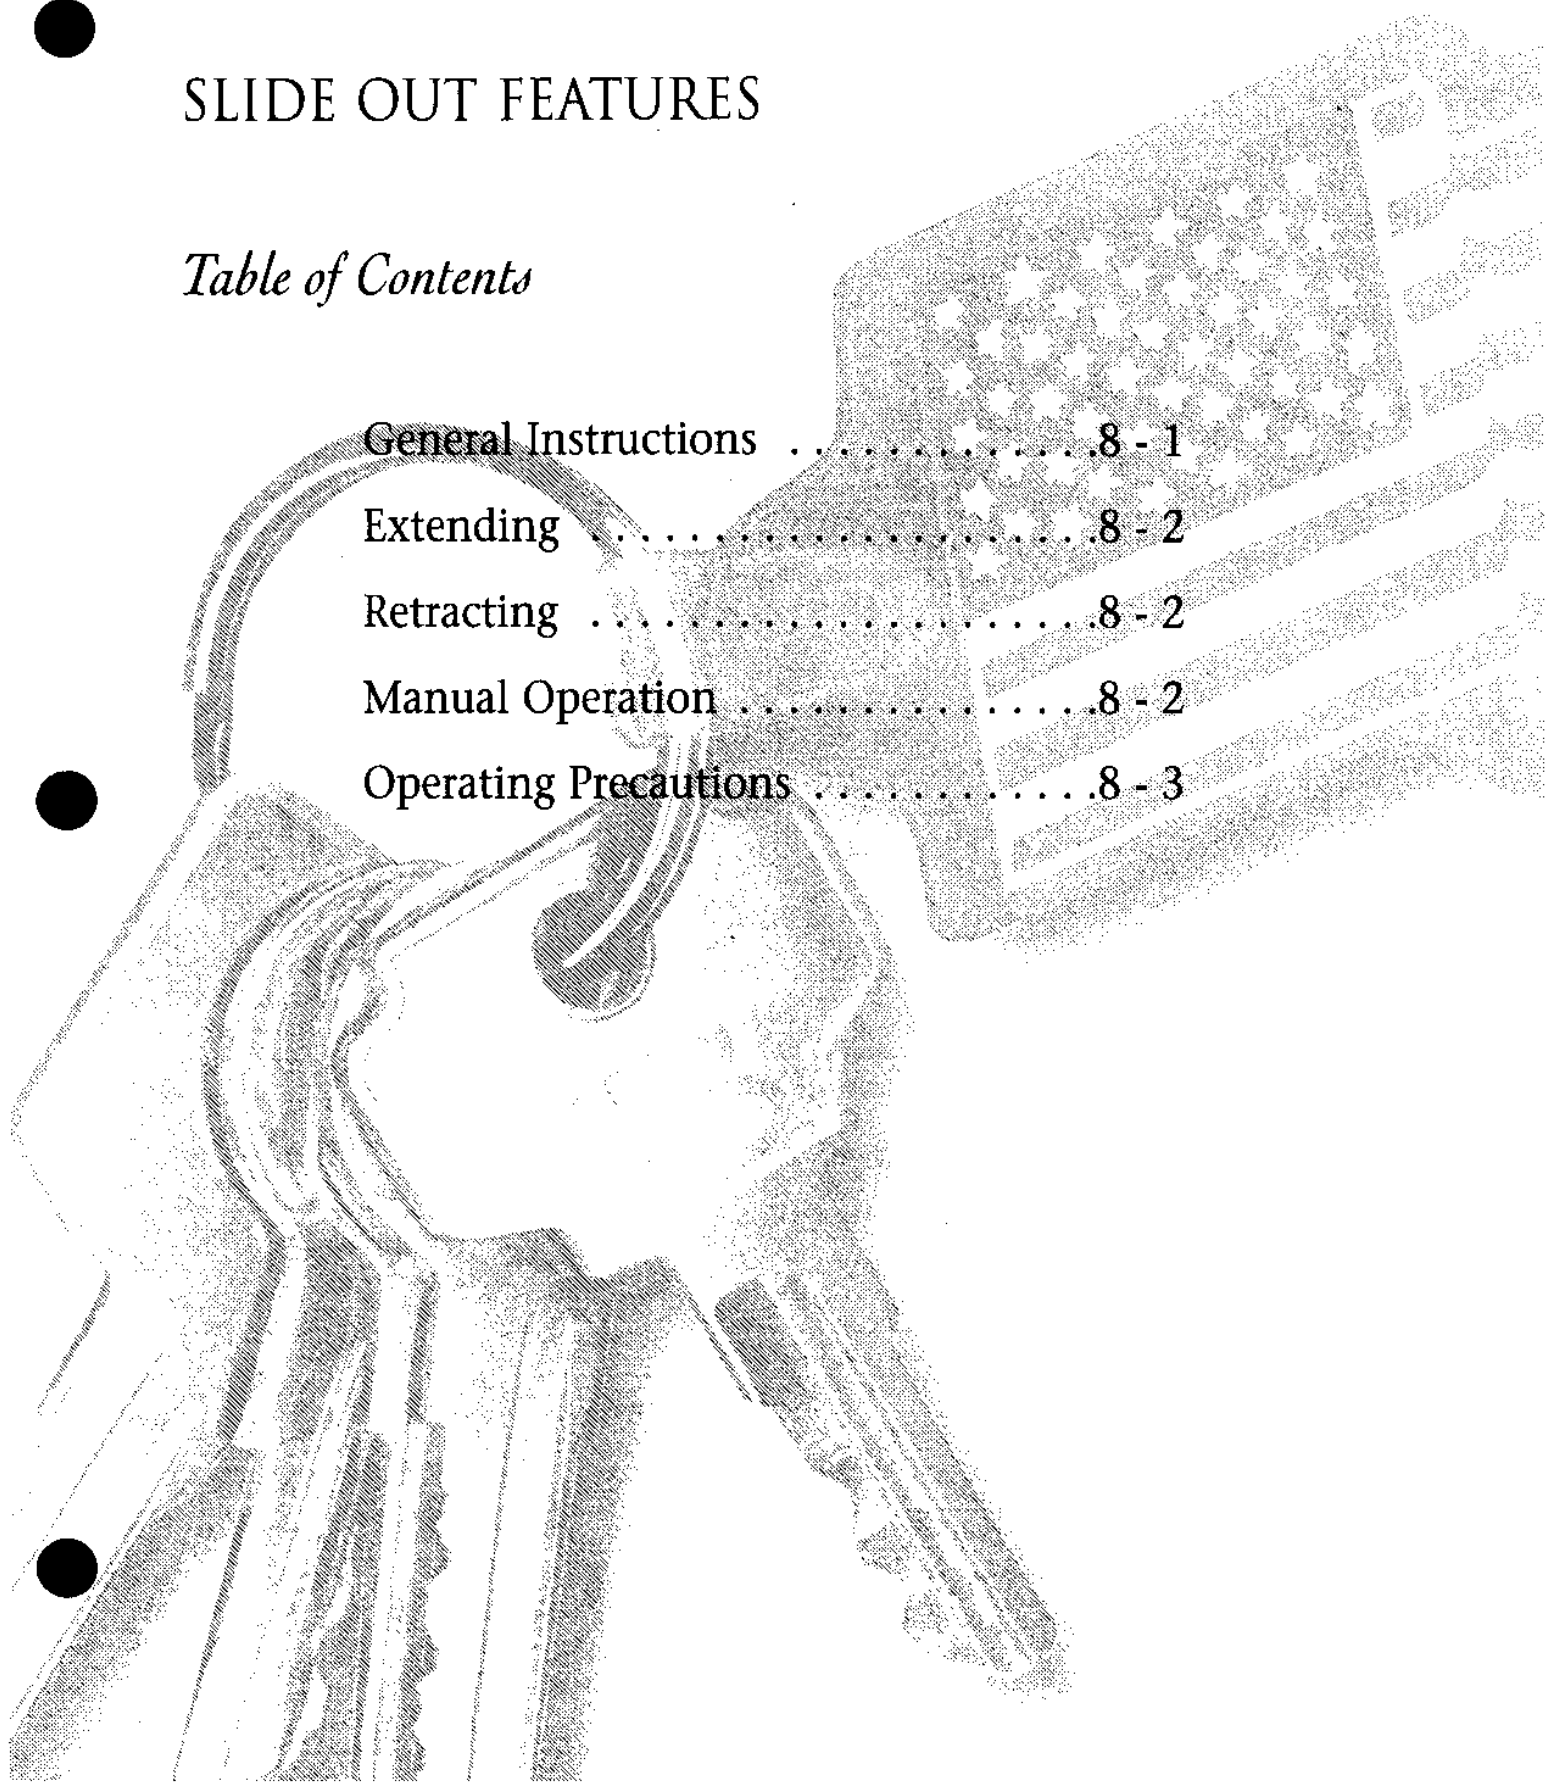 SLIDE OUT FEATURES
Table of Contents
General Instructions . . . . . . . . . . . . .8 - 1
Extending . . . . . . . . . . . . . . . . . . . . .8 - 2
Retracting . . . . . . . . . . . . . . . . . . . . .8 - 2
Manual Operation . . . . . . . . . . . . . . .8 - 2
Operating Precautions . . . . . . . . . . . .8 - 3